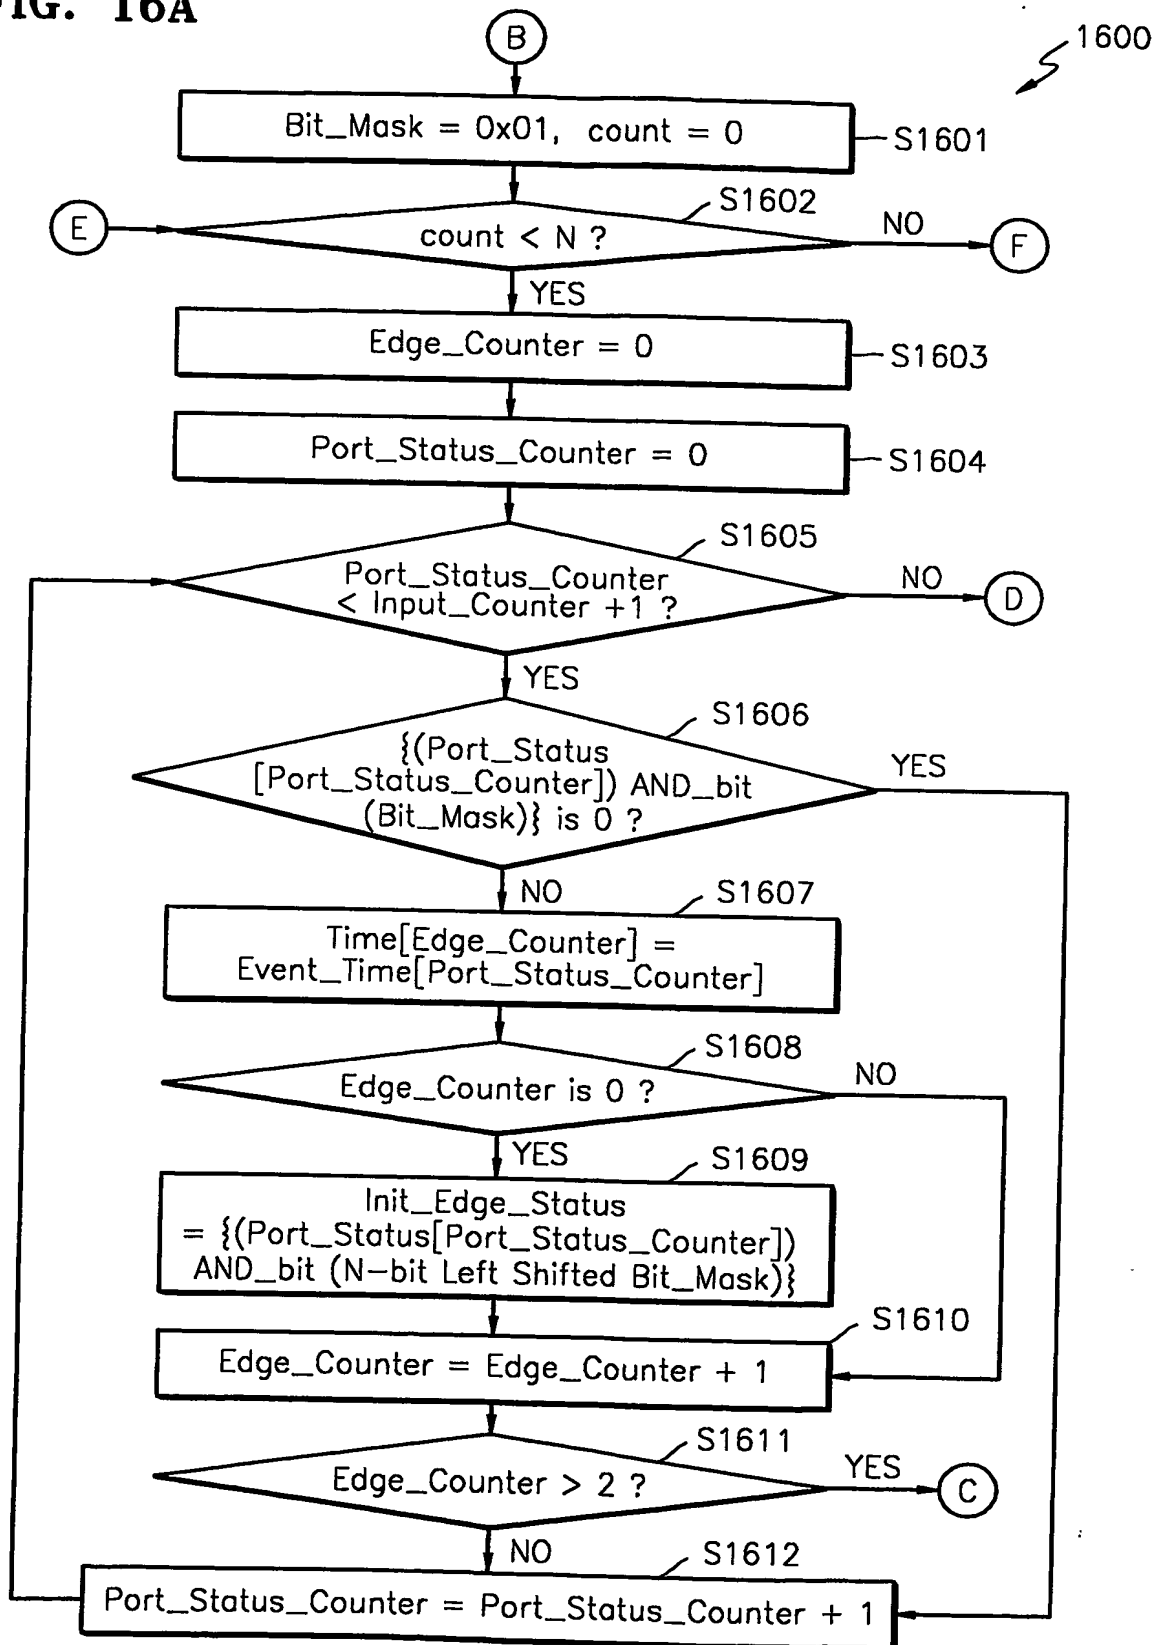 FIG. 16A
1600
B
Bit_Mask = 0x01, count = 0
S1601
S1602
E
count < N ?
NO
F
YES
Edge_Counter = 0
S1603
Port_Status_Counter = 0
S1604
S1605
Port_Status_Counter
< Input_Counter +1 ?
NO
D
YES
S1606
{(Port_Status
[Port_Status_Counter]) AND_bit
(Bit_Mask)} is 0 ?
YES
NO
S1607
Time[Edge_Counter] =
Event_Time[Port_Status_Counter]
S1608
Edge_Counter is 0 ?
NO
YES
S1609
Init_Edge_Status
= {(Port_Status[Port_Status_Counter])
AND_bit (N-bit Left Shifted Bit_Mask)}
S1610
Edge_Counter = Edge_Counter + 1
S1611
Edge_Counter > 2 ?
YES
C
NO
S1612
Port_Status_Counter = Port_Status_Counter + 1